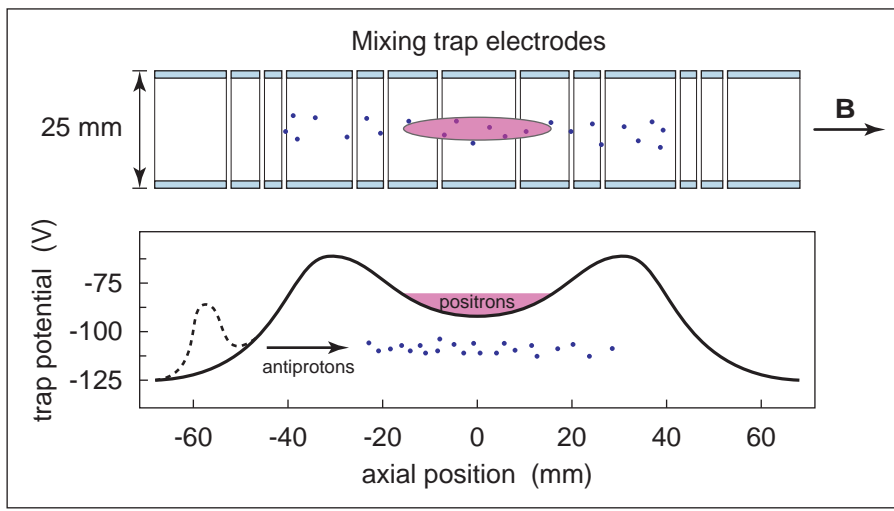 Mixing trap electrodes
25 mm
B
trap potential (V)
-75
-100
-125
positrons
antiprotons
-60 -40 -20 0 20 40 60
axial position (mm)